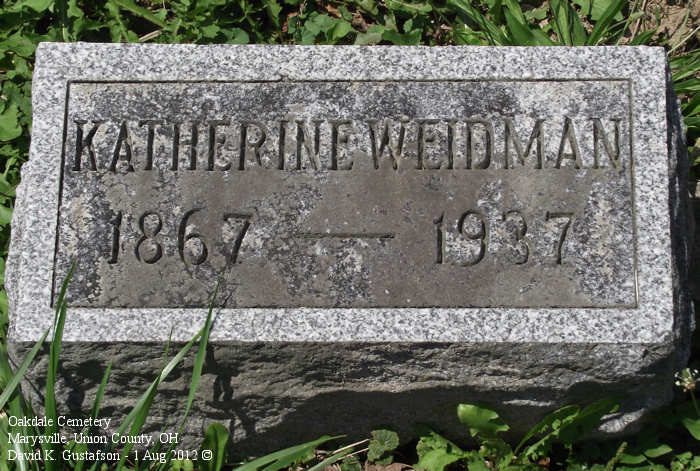 KATHERINE WEIDMAN
1867 — 1937
Oakdale Cemetery
Marysville, Union County, OH
David K. Gustafson - 1 Aug 2012 ©